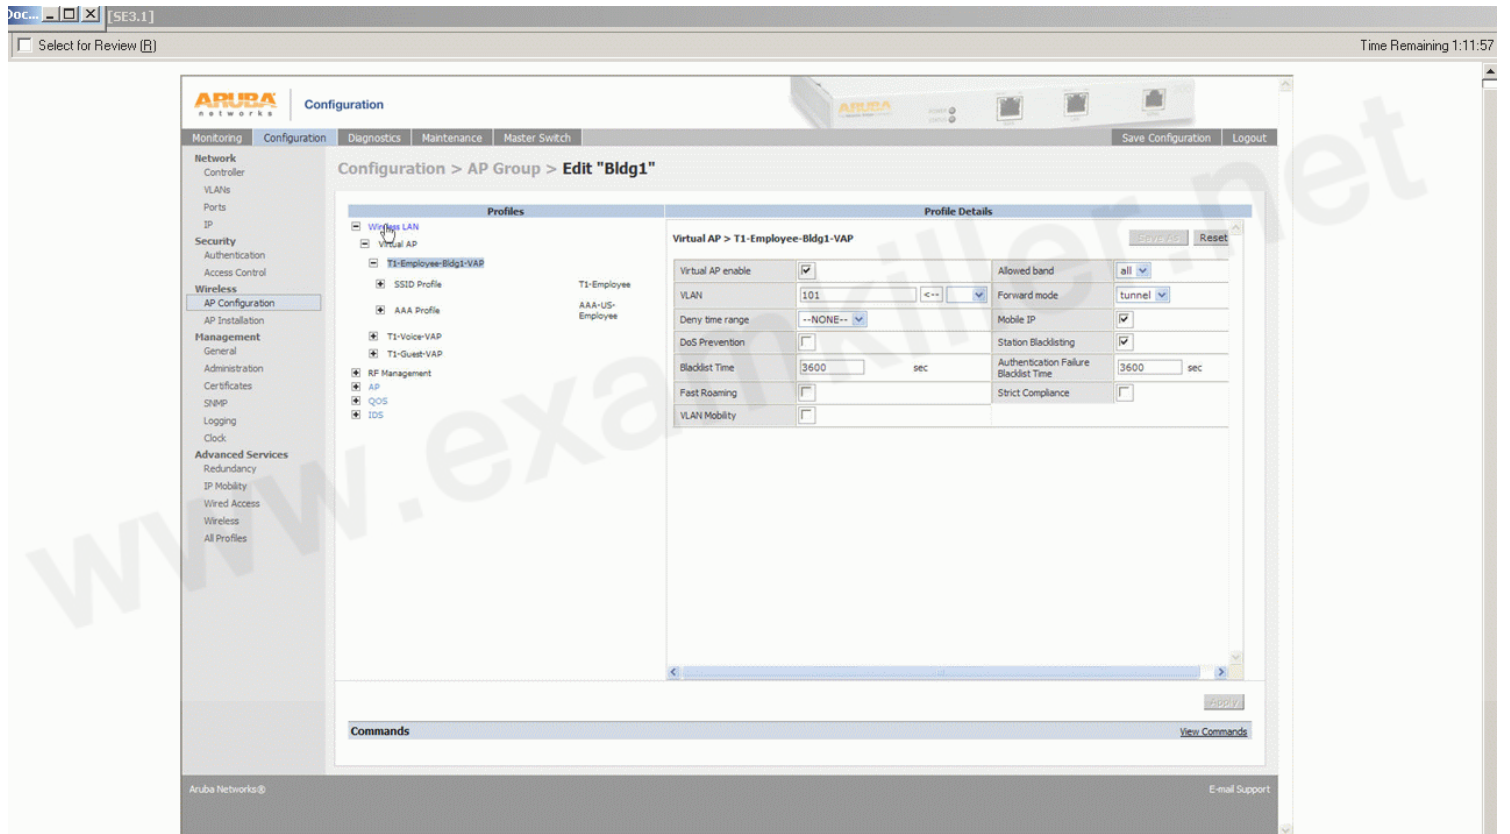 Doc... [SE3.1]
Select for Review (R) Time Remaining 1:11:57
ARUBA networks Configuration
ARUBA
Monitoring Configuration Diagnostics Maintenance Master Switch Save Configuration Logout
Network
Controller
VLANs
Ports
IP
Security
Authentication
Access Control
Wireless
AP Configuration
AP Installation
Management
General
Administration
Certificates
SNMP
Logging
Clock
Advanced Services
Redundancy
IP Mobility
Wired Access
Wireless
All Profiles
Configuration > AP Group > Edit "Bldg1"
Profiles
Wireless LAN
Virtual AP
T1-Employee-Bldg1-VAP
SSID Profile T1-Employee
AAA Profile AAA-US-Employee
T1-Voice-VAP
T1-Guest-VAP
RF Management
AP
QOS
IDS
Profile Details
Virtual AP > T1-Employee-Bldg1-VAP Save As Reset
Virtual AP enable Allowed band all
VLAN 101 <-- Forward mode tunnel
Deny time range --NONE-- Mobile IP
DoS Prevention Station Blacklisting
Blacklist Time 3600 sec Authentication Failure Blacklist Time 3600 sec
Fast Roaming Strict Compliance
VLAN Mobility
Apply
Commands View Commands
Aruba Networks® E-mail Support
www.examkiller.net